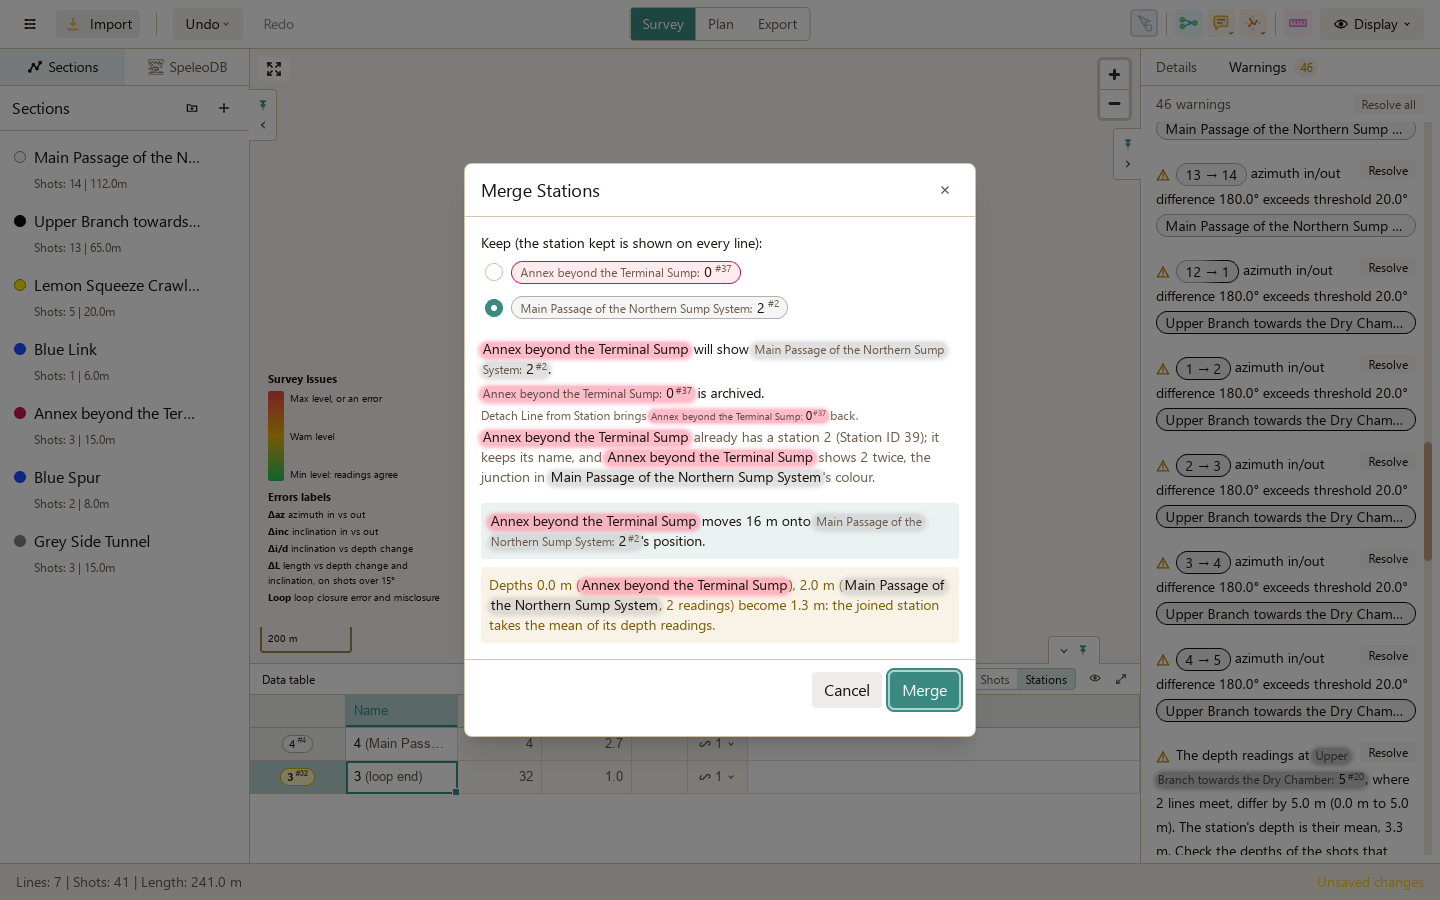 Import
Undo
Redo
Survey
Plan
Export
Display
Sections
SpeleoDB
Details
Warnings 46
Sections
46 warnings
Resolve all
Main Passage of the N...
Shots: 14 | 112.0m
Upper Branch towards...
Shots: 13 | 65.0m
Lemon Squeeze Crawl...
Shots: 5 | 20.0m
Blue Link
Shots: 1 | 6.0m
Annex beyond the Ter...
Shots: 3 | 15.0m
Blue Spur
Shots: 2 | 8.0m
Grey Side Tunnel
Shots: 3 | 15.0m
Survey Issues
Max level, or an error
Warn level
Min level: readings agree
Errors labels
Δaz azimuth in vs out
Δinc inclination in vs out
Δi/d inclination vs depth change
ΔL length vs depth change and
inclination, on shots over 15°
Loop loop closure error and misclosure
200 m
Merge Stations
×
Keep (the station kept is shown on every line):
Annex beyond the Terminal Sump: 0 #37
Main Passage of the Northern Sump System: 2 #2
Annex beyond the Terminal Sump will show Main Passage of the Northern Sump
System: 2 #2.
Annex beyond the Terminal Sump: 0 #37 is archived.
Detach Line from Station brings Annex beyond the Terminal Sump: 0 #37 back.
Annex beyond the Terminal Sump already has a station 2 (Station ID 39); it
keeps its name, and Annex beyond the Terminal Sump shows 2 twice, the
junction in Main Passage of the Northern Sump System's colour.
Annex beyond the Terminal Sump moves 16 m onto Main Passage of the
Northern Sump System: 2 #2's position.
Depths 0.0 m (Annex beyond the Terminal Sump), 2.0 m (Main Passage of
the Northern Sump System, 2 readings) become 1.3 m: the joined station
takes the mean of its depth readings.
Cancel
Merge
Data table
Shots
Stations
Name
4 #4 4 (Main Pass... 4 2.7 1
3 #32 3 (loop end) 32 1.0 1
Main Passage of the Northern Sump ...
13 → 14 azimuth in/out Resolve
difference 180.0° exceeds threshold 20.0°
Main Passage of the Northern Sump ...
12 → 1 azimuth in/out Resolve
difference 180.0° exceeds threshold 20.0°
Upper Branch towards the Dry Cham...
1 → 2 azimuth in/out Resolve
difference 180.0° exceeds threshold 20.0°
Upper Branch towards the Dry Cham...
2 → 3 azimuth in/out Resolve
difference 180.0° exceeds threshold 20.0°
Upper Branch towards the Dry Cham...
3 → 4 azimuth in/out Resolve
difference 180.0° exceeds threshold 20.0°
Upper Branch towards the Dry Cham...
4 → 5 azimuth in/out Resolve
difference 180.0° exceeds threshold 20.0°
Upper Branch towards the Dry Cham...
The depth readings at Upper Resolve
Branch towards the Dry Chamber: 5 #20, where
2 lines meet, differ by 5.0 m (0.0 m to 5.0
m). The station's depth is their mean, 3.3
m. Check the depths of the shots that
Lines: 7 | Shots: 41 | Length: 241.0 m
Unsaved changes